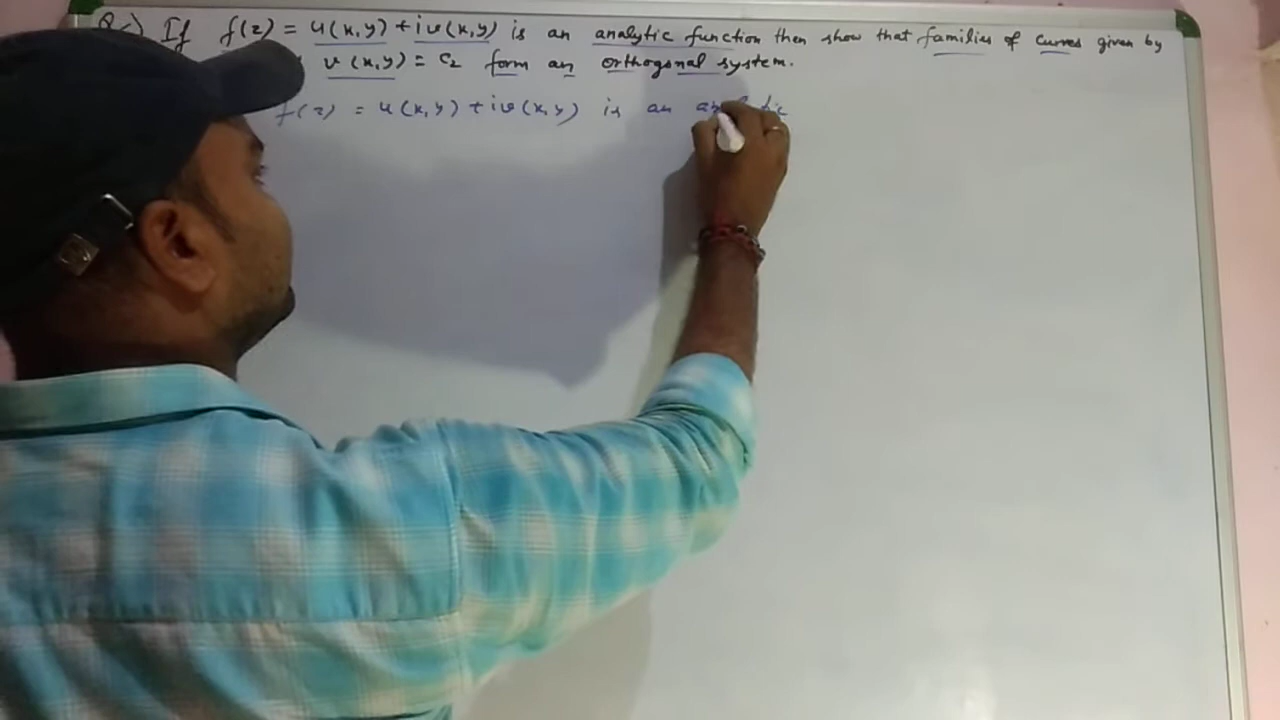 Q-) If f(z) = u(x,y) + iv(x,y) is an analytic function then show that families of curves given by
v(x,y) = c₂ form an orthogonal system.
f(z) = u(x,y) + iv(x,y) is an